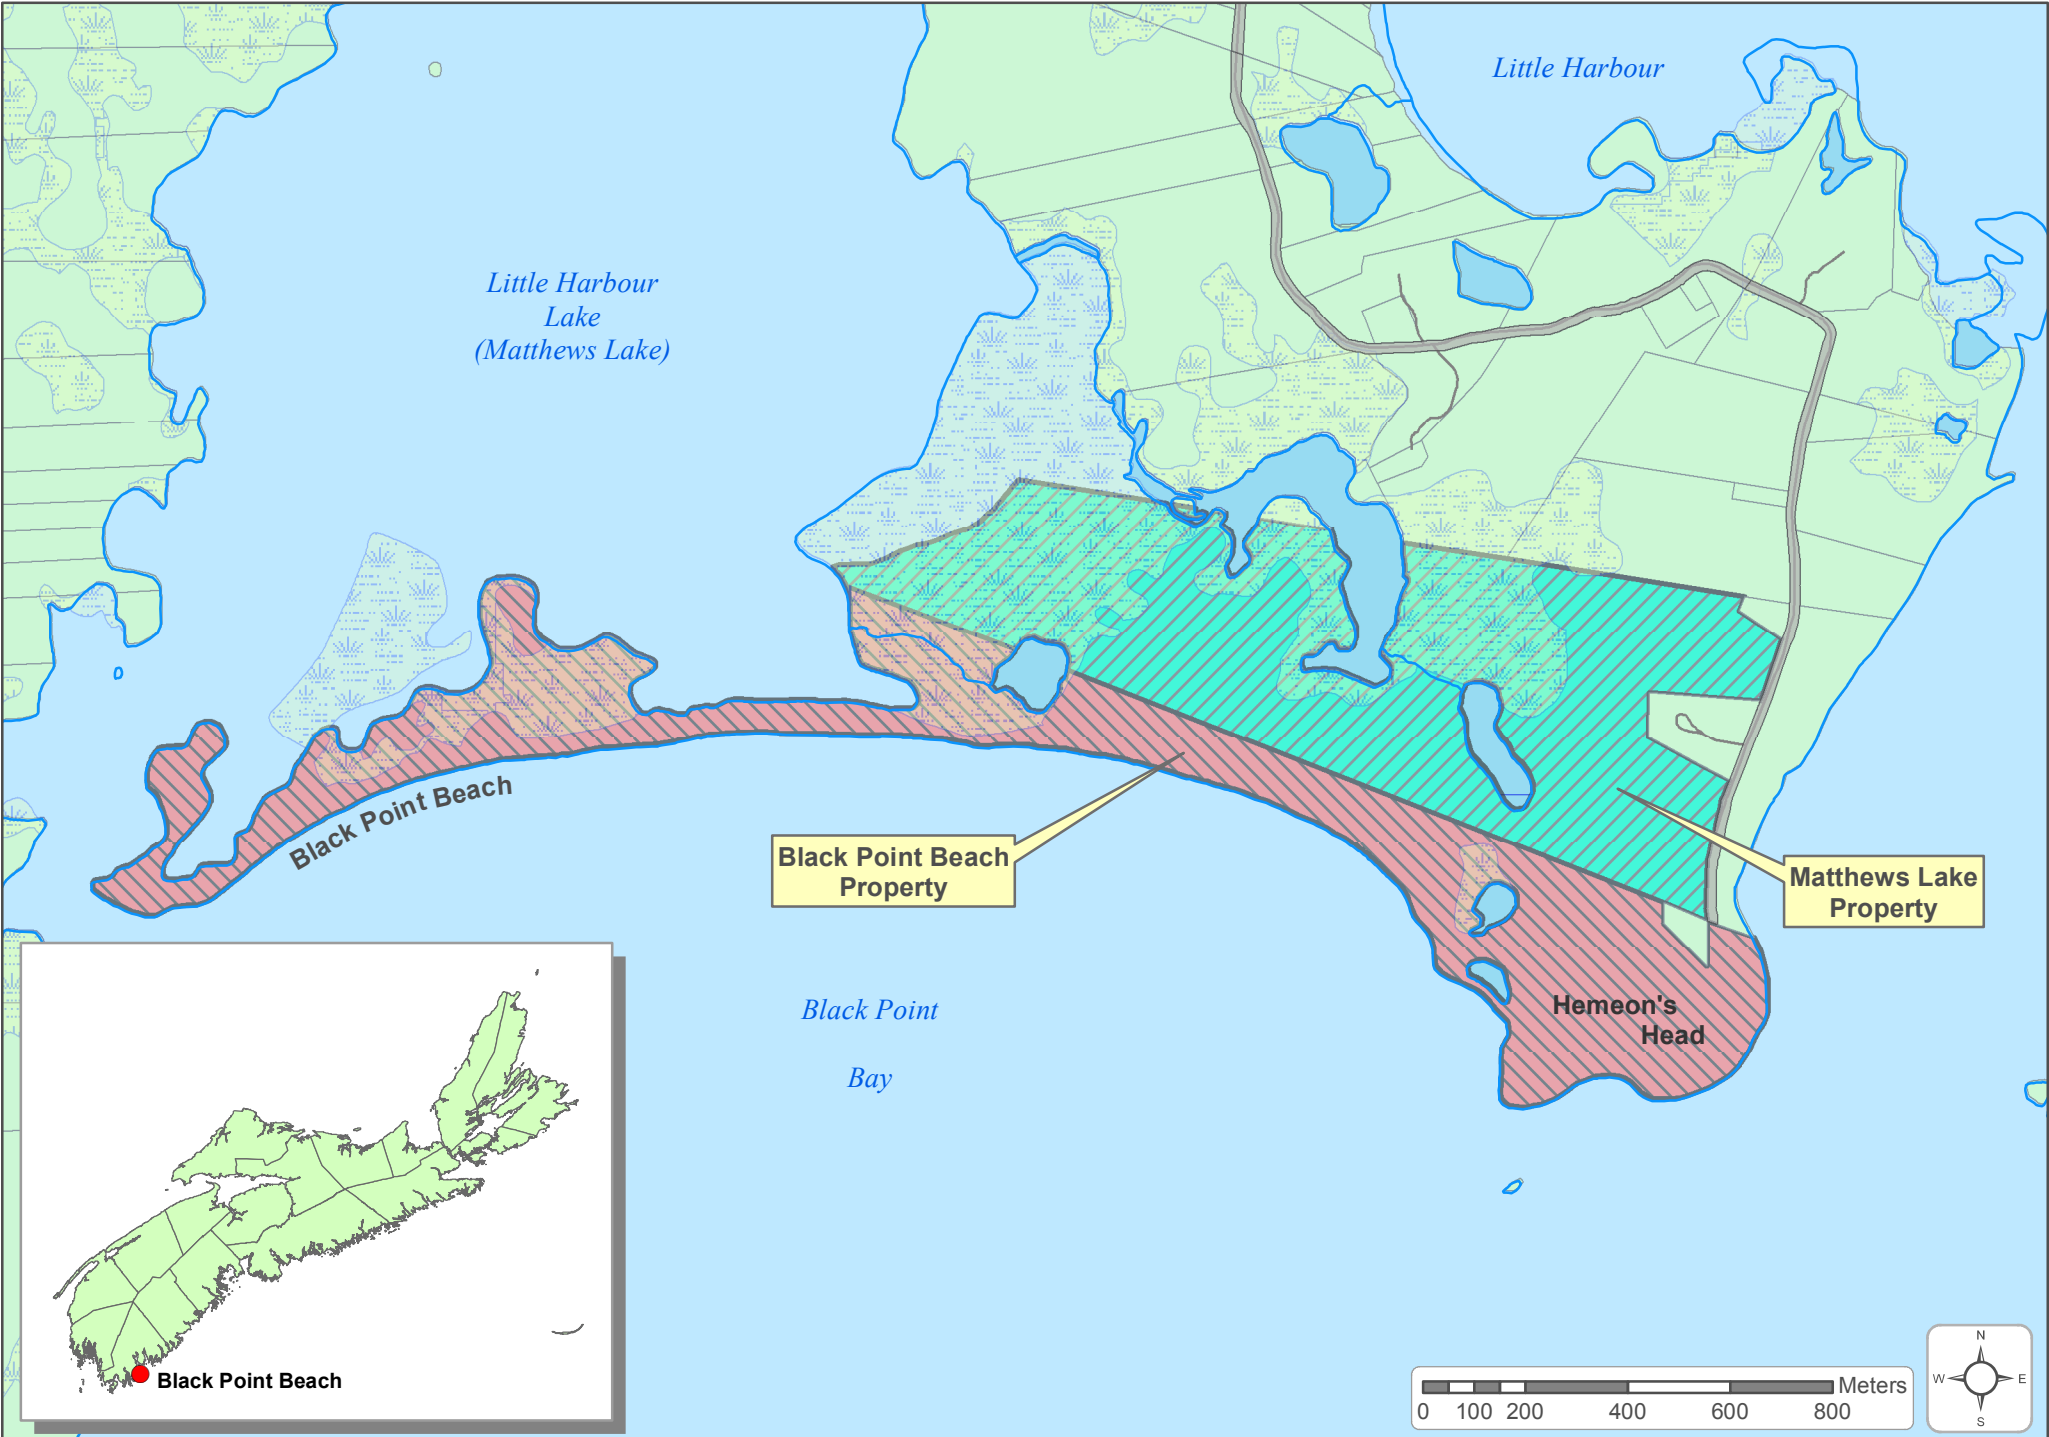 Little Harbour
Little Harbour
Lake
(Matthews Lake)
Black Point Beach
Black Point Beach
Property
Matthews Lake
Property
Hemeon's
Head
Black Point
Bay
Black Point Beach
Meters
0 100 200 400 600 800
N
W E
S